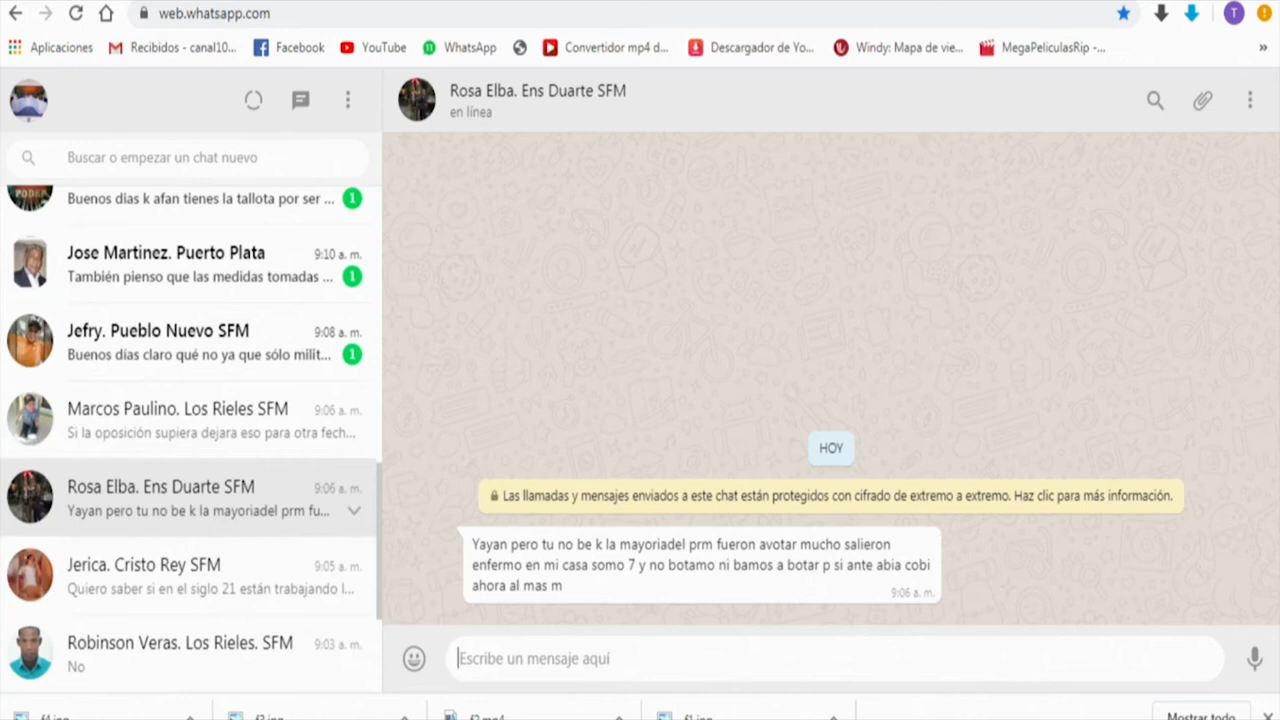 web.whatsapp.com
Aplicaciones
Recibidos - canal10...
Facebook
YouTube
WhatsApp
Convertidor mp4 d...
Descargador de Yo...
Windy: Mapa de vie...
MegaPeliculasRip -...
»
T
Rosa Elba. Ens Duarte SFM
en línea
Buscar o empezar un chat nuevo
PODER
Buenos dias k afan tienes la tallota por ser ...
1
Jose Martinez. Puerto Plata
9:10 a. m.
También pienso que las medidas tomadas ...
1
Jefry. Pueblo Nuevo SFM
9:08 a. m.
Buenos días claro qué no ya que sólo milit...
1
Marcos Paulino. Los Rieles SFM
9:06 a. m.
Si la oposición supiera dejara eso para otra fech...
Rosa Elba. Ens Duarte SFM
9:06 a. m.
Yayan pero tu no be k la mayoriadel prm fu...
Jerica. Cristo Rey SFM
9:05 a. m.
Quiero saber si en el siglo 21 están trabajando l...
Robinson Veras. Los Rieles. SFM
9:03 a. m.
No
HOY
Las llamadas y mensajes enviados a este chat están protegidos con cifrado de extremo a extremo. Haz clic para más información.
Yayan pero tu no be k la mayoriadel prm fueron avotar mucho salieron
enfermo en mi casa somo 7 y no botamo ni bamos a botar p si ante abia cobi
ahora al mas m
9:06 a. m.
Escribe un mensaje aquí
f4.jpg
f3.jpg
f2.mp4
f1.jpg
Mostrar todo